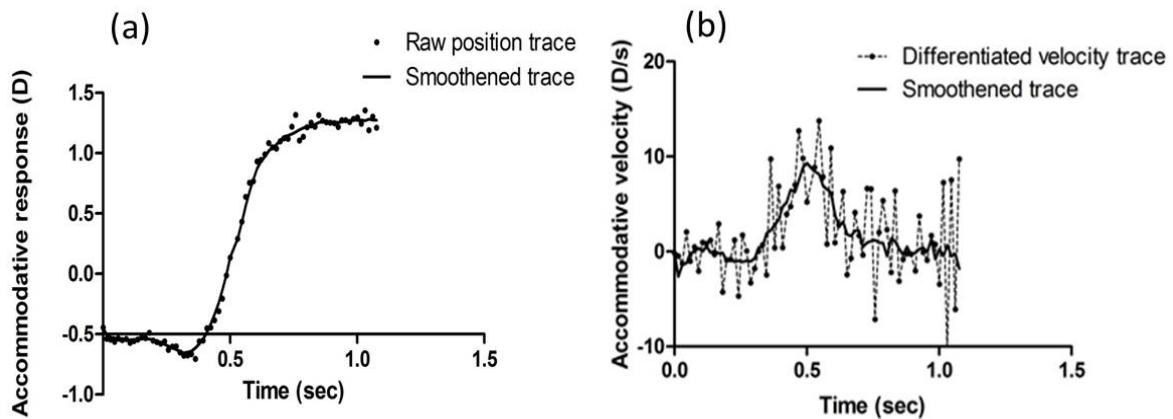 (a)
Raw position trace
Smoothened trace
Accommodative response (D)
1.5
1.0
0.5
0.0
-0.5
-1.0
0.5
1.0
1.5
Time (sec)
(b)
Differentiated velocity trace
Smoothened trace
Accommodative velocity (D/s)
20
10
0
-10
0.0
0.5
1.0
1.5
Time (sec)